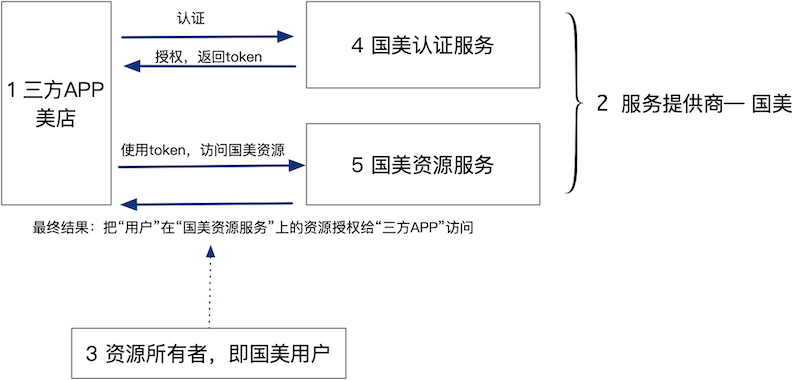 认证
4 国美认证服务
授权，返回token
1 三方APP
美店
2 服务提供商— 国美
使用token，访问国美资源
5 国美资源服务
最终结果：把“用户”在“国美资源服务”上的资源授权给“三方APP”访问
3 资源所有者，即国美用户